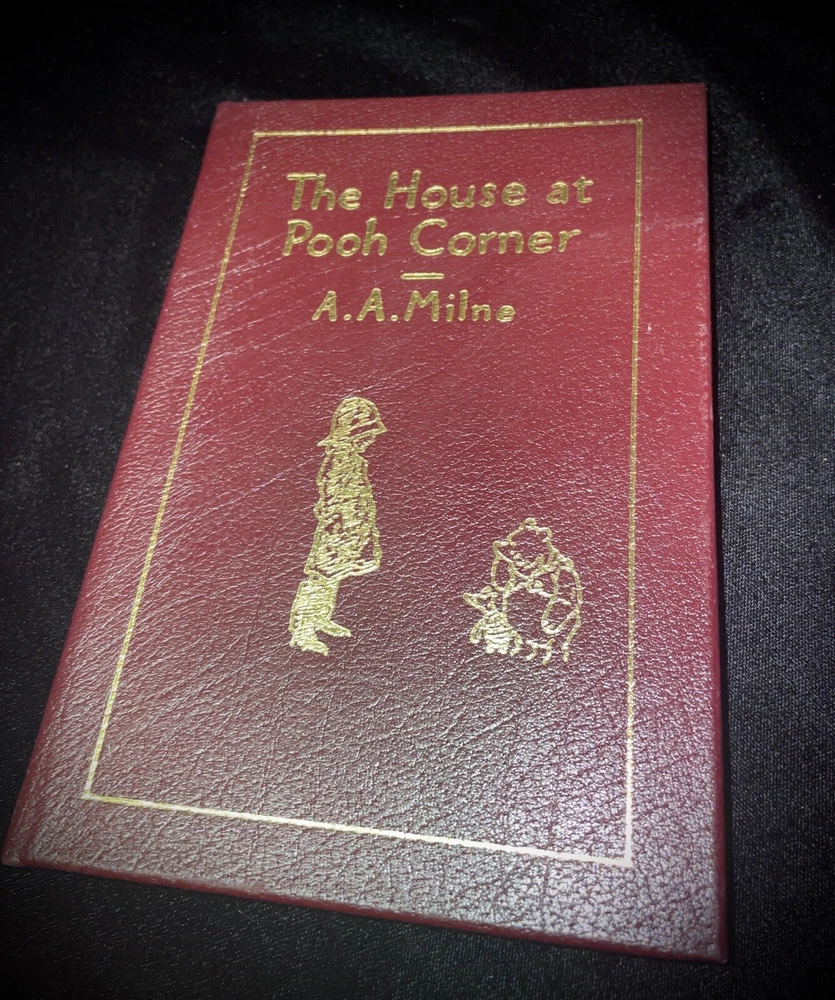 The House at
Pooh Corner
A.A.Milne